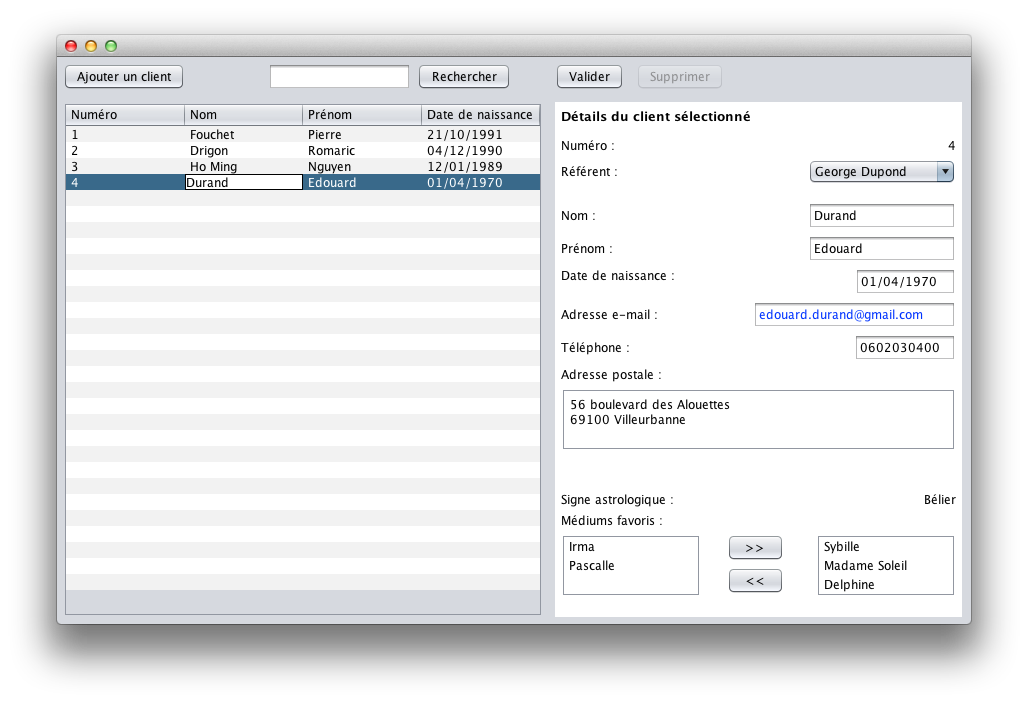 Ajouter un client Rechercher Valider Supprimer
Numéro Nom Prénom Date de naissance
1 Fouchet Pierre 21/10/1991
2 Drigon Romaric 04/12/1990
3 Ho Ming Nguyen 12/01/1989
4 Durand Edouard 01/04/1970
Détails du client sélectionné
Numéro : 4
Référent : George Dupond
Nom : Durand
Prénom : Edouard
Date de naissance : 01/04/1970
Adresse e-mail : edouard.durand@gmail.com
Téléphone : 0602030400
Adresse postale :
56 boulevard des Alouettes
69100 Villeurbanne
Signe astrologique : Bélier
Médiums favoris :
Irma >> Sybille
Pascalle Madame Soleil
<< Delphine